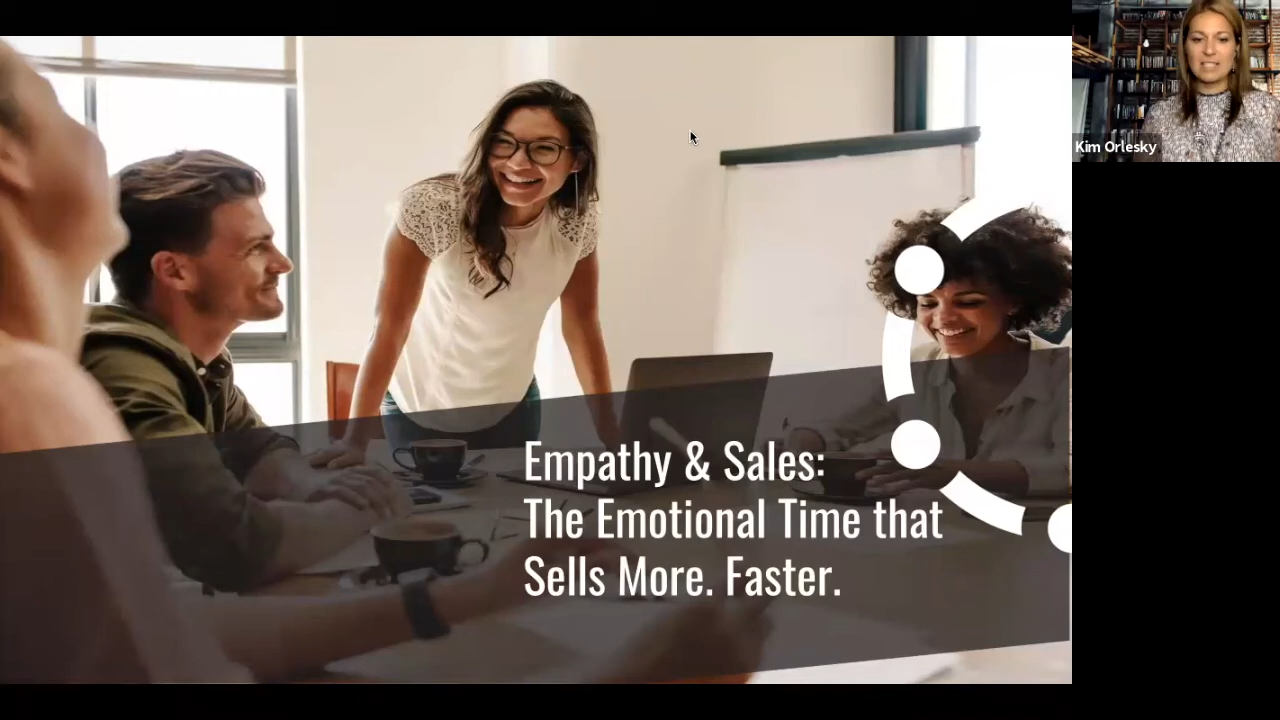 Kim Orlesky
Empathy & Sales:
The Emotional Time that
Sells More. Faster.